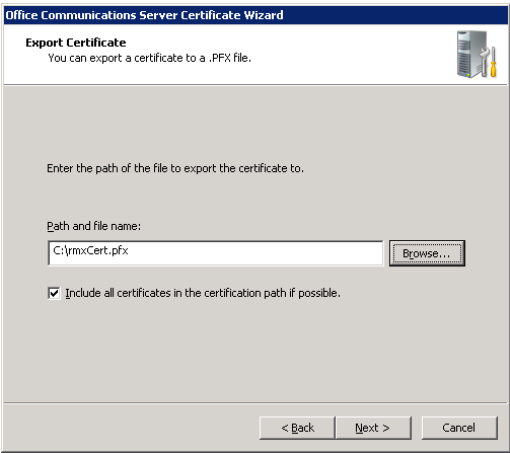 Office Communications Server Certificate Wizard
Export Certificate
You can export a certificate to a .PFX file.
Enter the path of the file to export the certificate to.
Path and file name:
C:\rmxCert.pfx
Browse...
Include all certificates in the certification path if possible.
< Back Next > Cancel